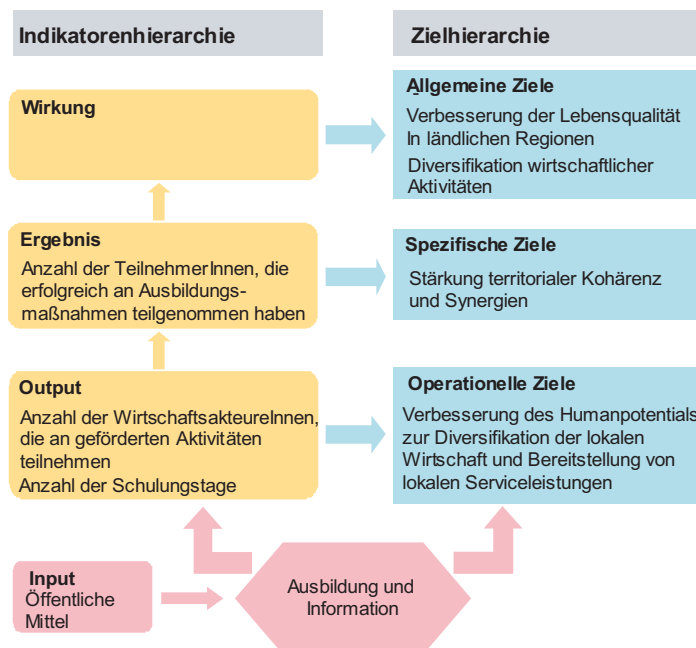 Indikatorenhierarchie
Zielhierarchie
Wirkung
Allgemeine Ziele
Verbesserung der Lebensqualität
In ländlichen Regionen
Diversifikation wirtschaftlicher
Aktivitäten
Ergebnis
Anzahl der TeilnehmerInnen, die
erfolgreich an Ausbildungs-
maßnahmen teilgenommen haben
Spezifische Ziele
Stärkung territorialer Kohärenz
und Synergien
Output
Anzahl der WirtschaftsakteureInnen,
die an geförderten Aktivitäten
teilnehmen
Anzahl der Schulungstage
Operationelle Ziele
Verbesserung des Humanpotentials
zur Diversifikation der lokalen
Wirtschaft und Bereitstellung von
lokalen Serviceleistungen
Input
Öffentliche
Mittel
Ausbildung und
Information